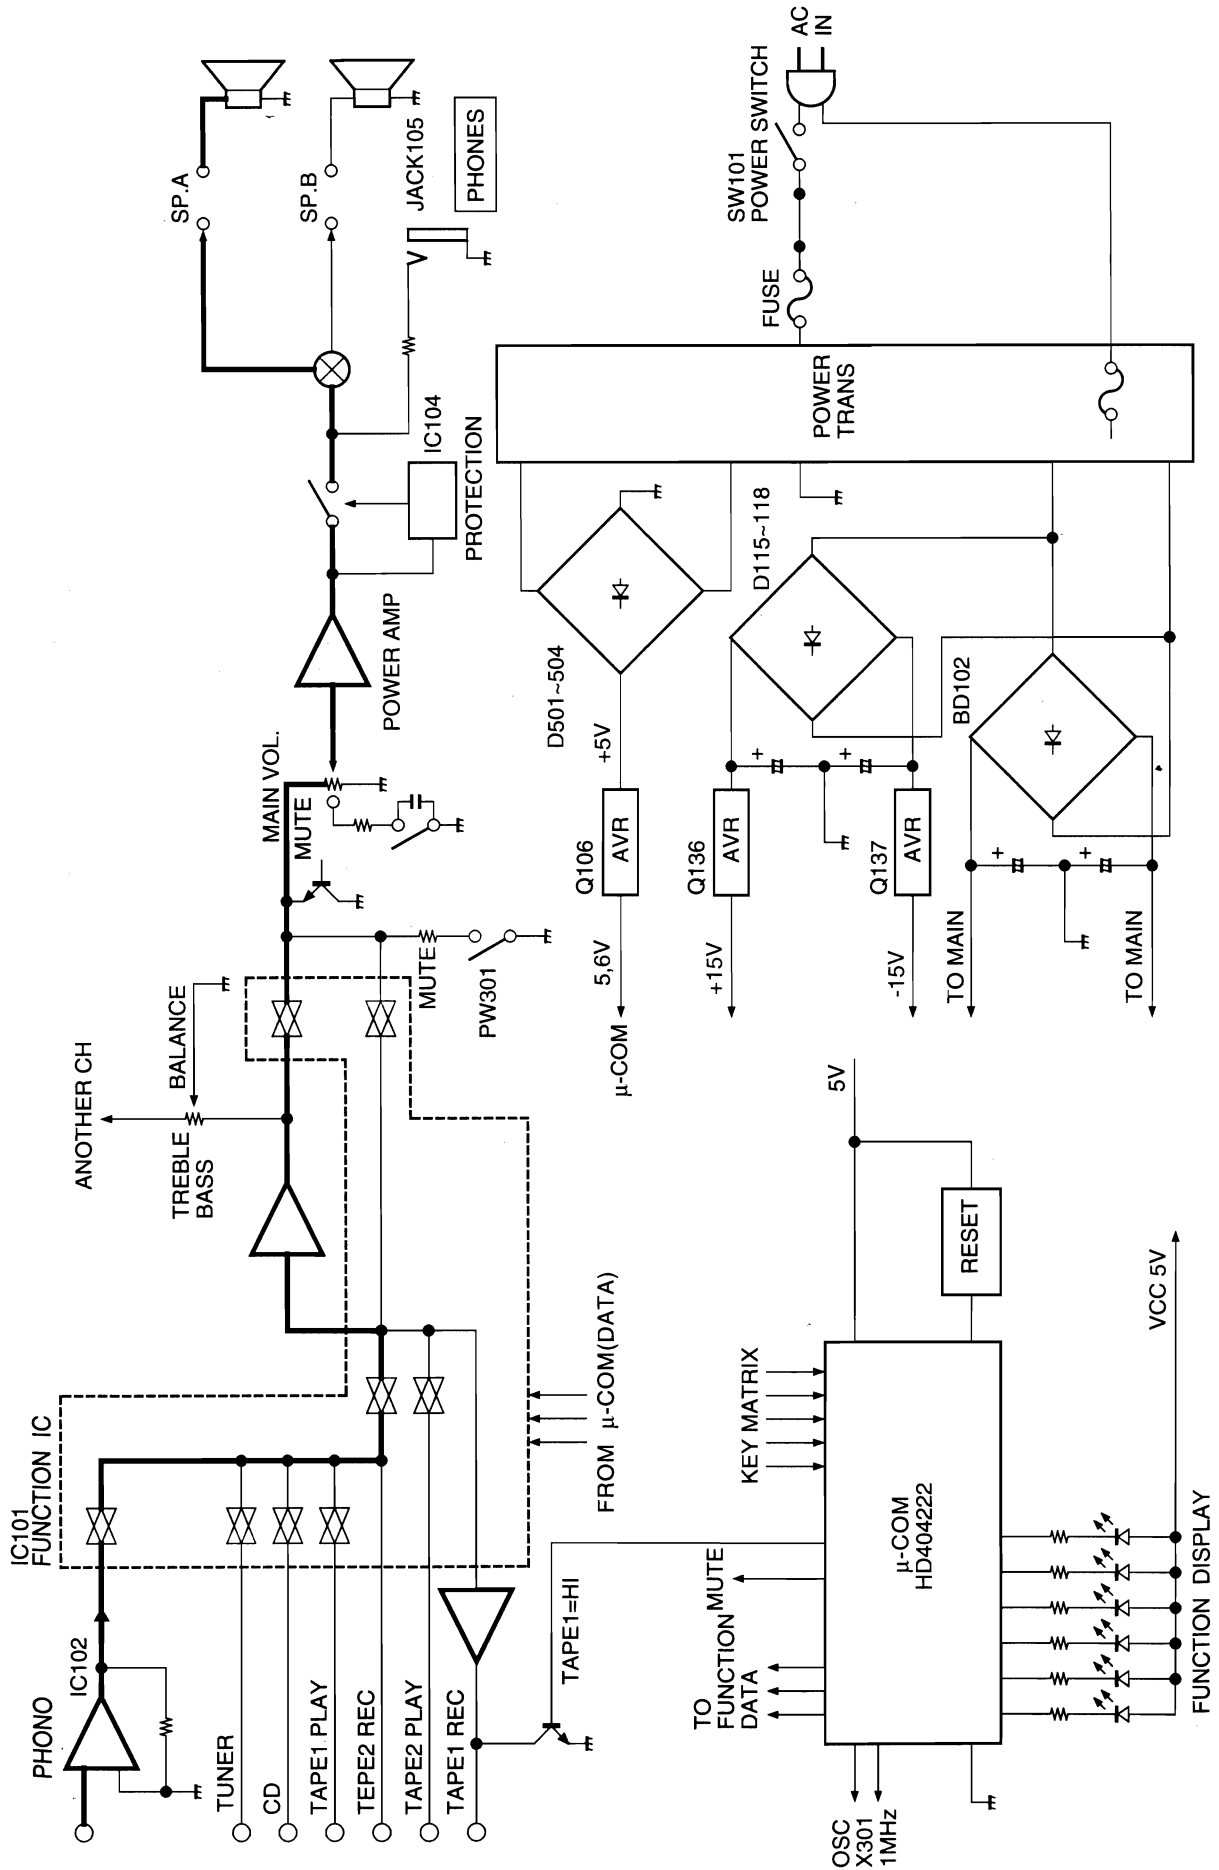 IC101
FUNCTION IC
PHONO
IC102
TUNER
CD
TAPE1 PLAY
TEPE2 REC
TAPE2 PLAY
TAPE1 REC
TAPE1=HI
FROM μ-COM(DATA)
ANOTHER CH
BALANCE
TREBLE
BASS
MUTE
PW301
MAIN VOL.
MUTE
POWER AMP
IC104
PROTECTION
SP.A
SP.B
JACK105
PHONES
OSC
X301
1MHz
TO
FUNCTION
DATA
MUTE
KEY MATRIX
μ-COM
HD404222
RESET
5V
VCC 5V
FUNCTION DISPLAY
μ-COM
5,6V
Q106
AVR
+5V
D501~504
+15V
Q136
AVR
+
+
D115~118
-15V
Q137
AVR
TO MAIN
TO MAIN
+
+
BD102
POWER
TRANS
FUSE
SW101
POWER SWITCH
AC
IN